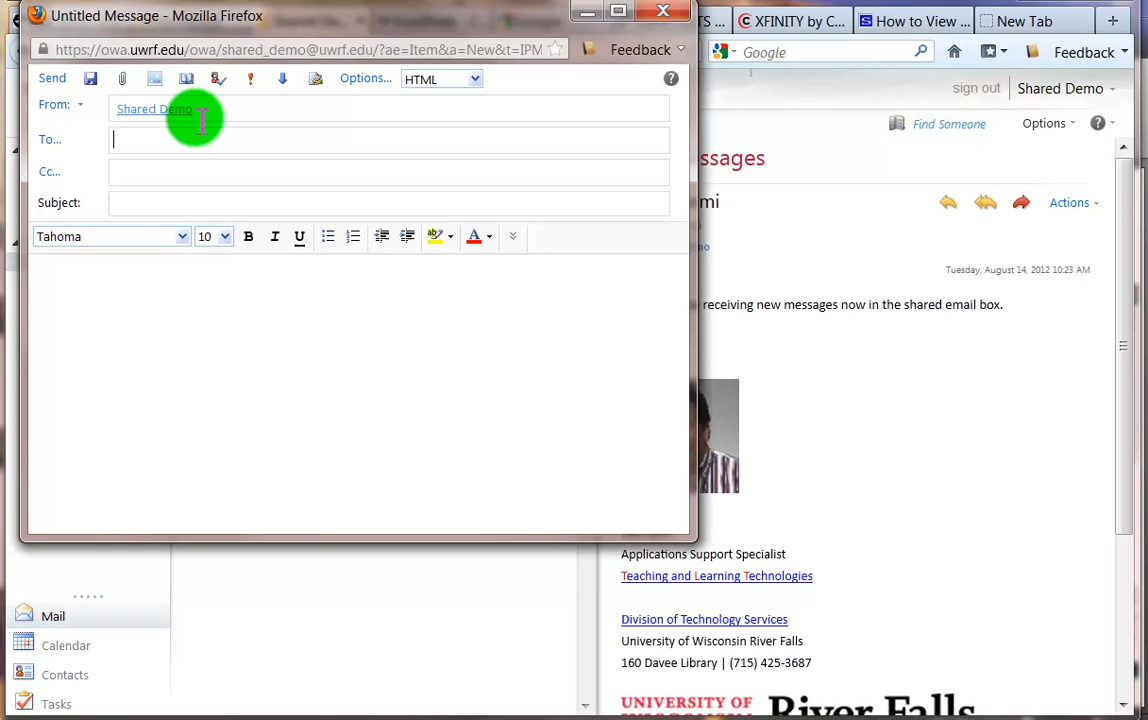 Untitled Message - Mozilla Firefox
https://owa.uwrf.edu/owa/shared_demo@uwrf.edu/?ae=Item&a=New&t=IPM
Feedback
Send
Options...
HTML
From:
Shared Demo
To...
Cc...
Subject:
Tahoma
10
B I U
A
TS ...
XFINITY by C...
How to View ...
New Tab
Google
Feedback
sign out
Shared Demo
Find Someone
Options
ssages
mi
Actions
mo
Tuesday, August 14, 2012 10:23 AM
receiving new messages now in the shared email box.
Applications Support Specialist
Teaching and Learning Technologies
Division of Technology Services
University of Wisconsin River Falls
160 Davee Library | (715) 425-3687
UNIVERSITY OF
WISCONSIN
River Falls
Mail
Calendar
Contacts
Tasks